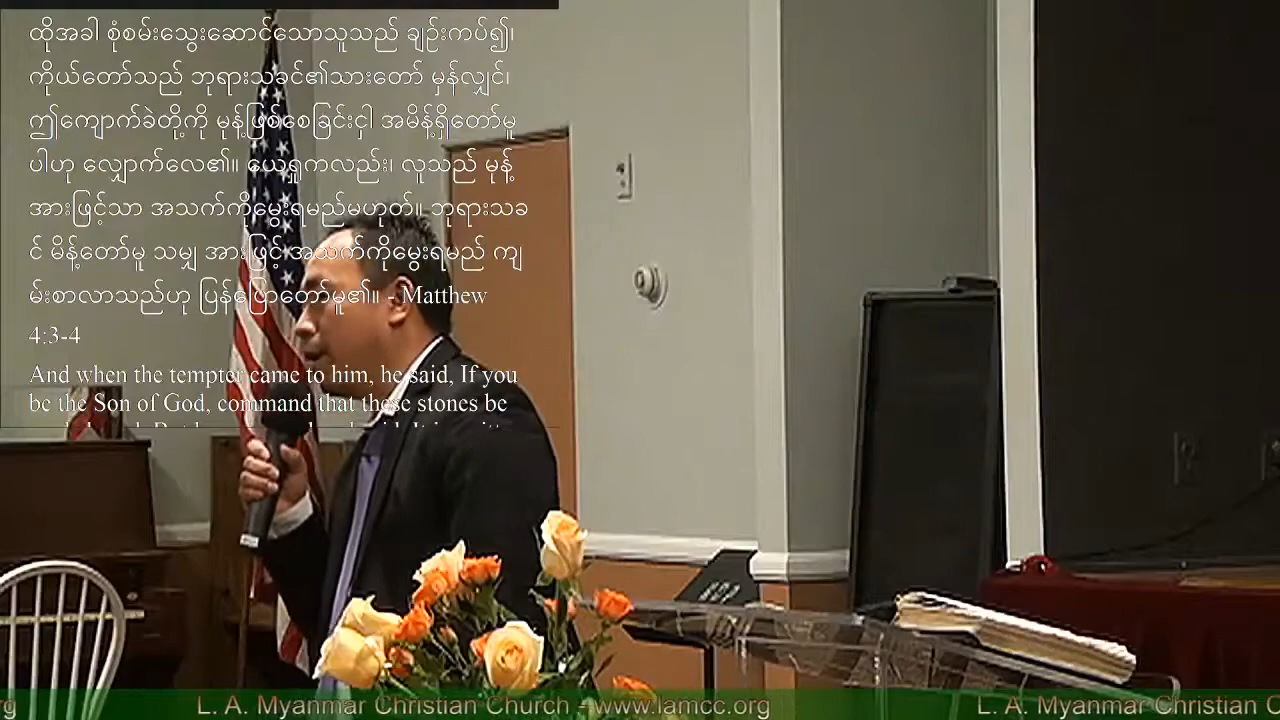 ထိုအခါ စုံစမ်းသွေးဆောင်သောသူသည် ချဉ်းကပ်၍၊
ကိုယ်တော်သည် ဘုရားသခင်၏သားတော် မှန်လျှင်၊
ဤကျောက်ခဲတို့ကို မုန့်ဖြစ်စေခြင်းငှါ အမိန့်ရှိတော်မူ
ပါဟု လျှောက်လေ၏။ ယေရှုကလည်း၊ လူသည် မုန့်
အားဖြင့်သာ အသက်ကိုမွေးရမည်မဟုတ်။ ဘုရားသခ
င် မိန့်တော်မူ သမျှ အားဖြင့် အသက်ကိုမွေးရမည် ကျ
မ်းစာလာသည်ဟု ပြန်ပြောတော်မူ၏။ - Matthew
4:3-4
And when the tempter came to him, he said, If you
be the Son of God, command that these stones be
rg L. A. Myanmar Christian Church - www.lamcc.org L. A. Myanmar Christian C